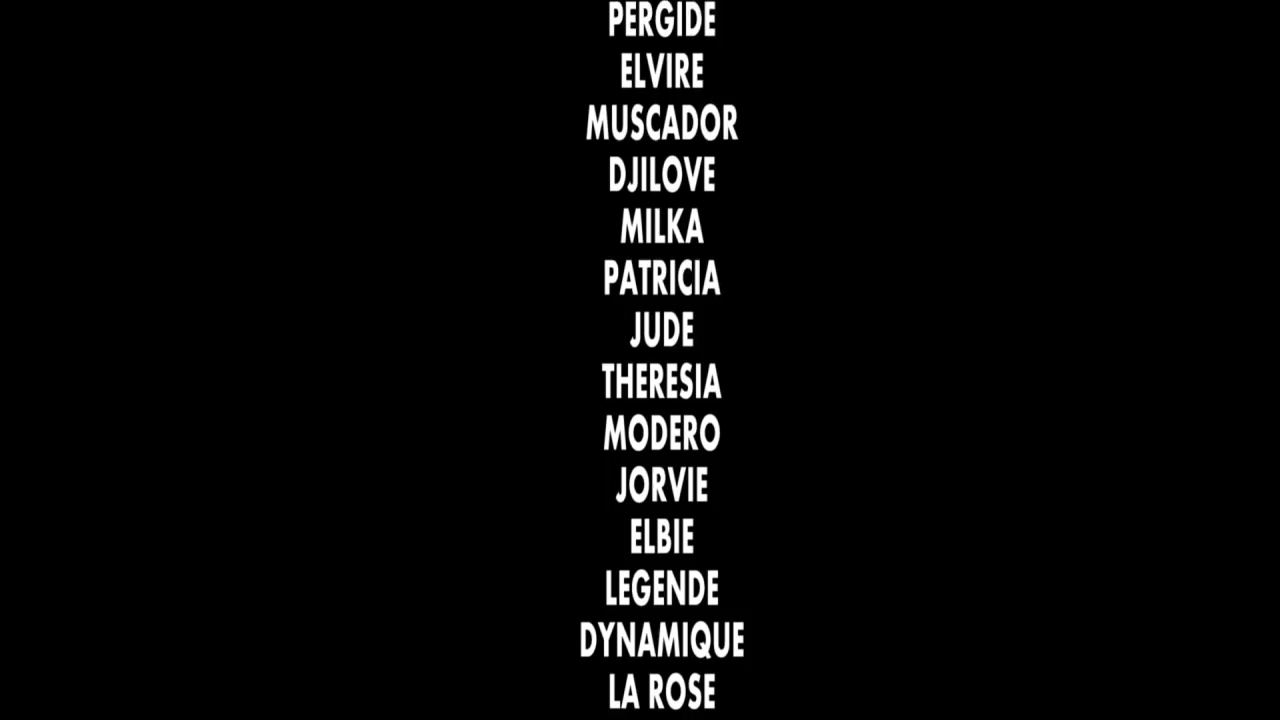 PERGIDE
ELVIRE
MUSCADOR
DJILOVE
MILKA
PATRICIA
JUDE
THERESIA
MODERO
JORVIE
ELBIE
LEGENDE
DYNAMIQUE
LA ROSE